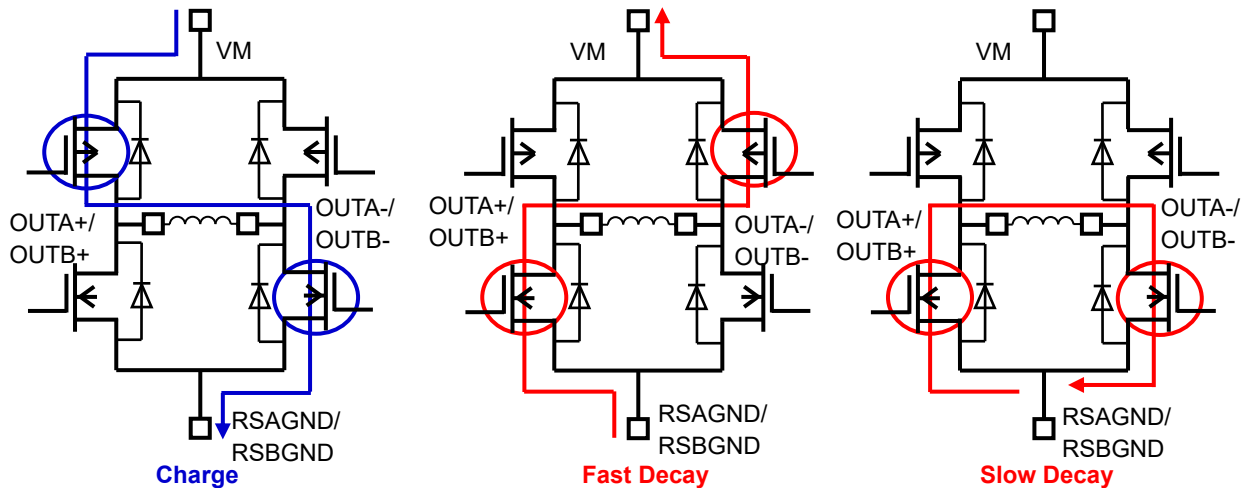 VM
OUTA+/
OUTB+
OUTA-/
OUTB-
RSAGND/
RSBGND
Charge
VM
OUTA+/
OUTB+
OUTA-/
OUTB-
RSAGND/
RSBGND
Fast Decay
VM
OUTA+/
OUTB+
OUTA-/
OUTB-
RSAGND/
RSBGND
Slow Decay